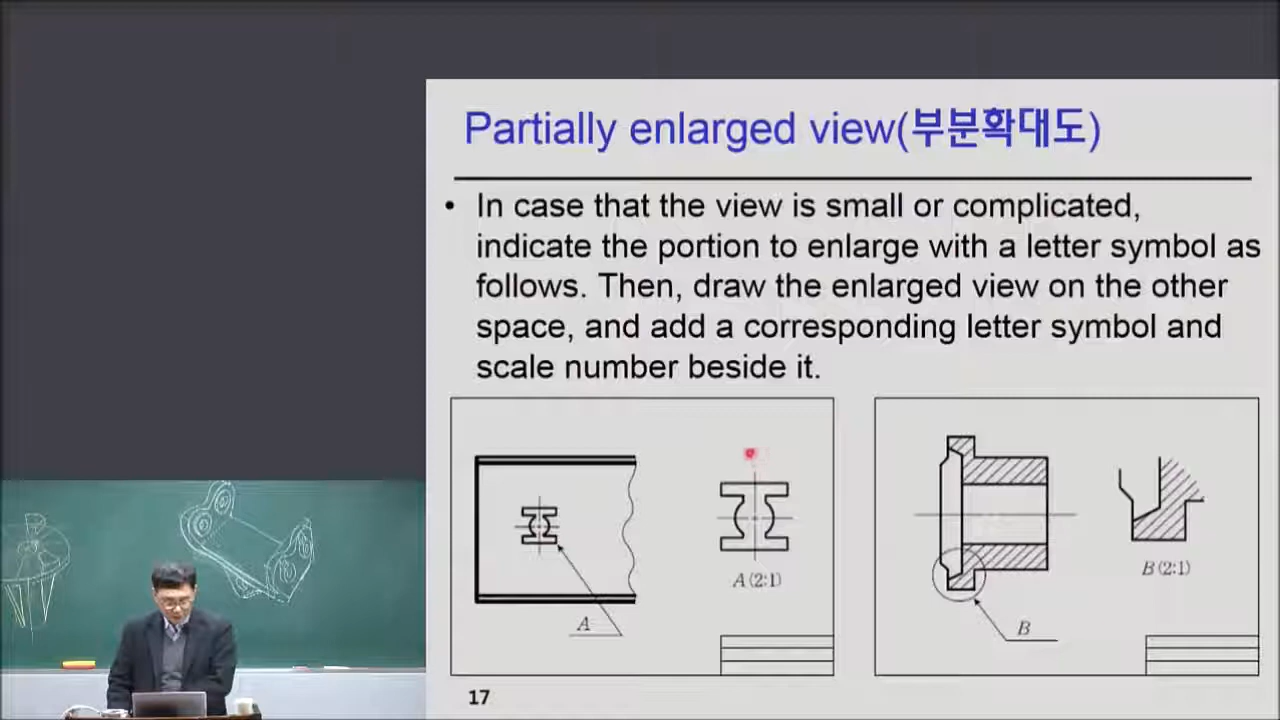 Partially enlarged view(부분확대도)
• In case that the view is small or complicated,
indicate the portion to enlarge with a letter symbol as
follows. Then, draw the enlarged view on the other
space, and add a corresponding letter symbol and
scale number beside it.
A
A(2:1)
B
B(2:1)
17